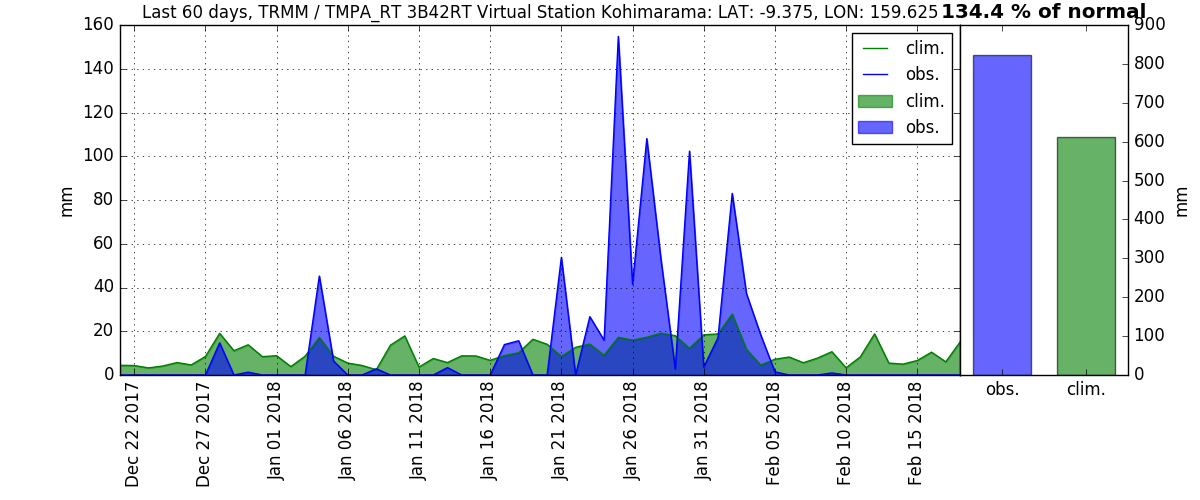 Last 60 days, TRMM / TMPA_RT 3B42RT Virtual Station Kohimarama: LAT: -9.375, LON: 159.625 134.4 % of normal
160
140
120
100
80
60
40
20
0
mm
clim.
obs.
clim.
obs.
Dec 22 2017
Dec 27 2017
Jan 01 2018
Jan 06 2018
Jan 11 2018
Jan 16 2018
Jan 21 2018
Jan 26 2018
Jan 31 2018
Feb 05 2018
Feb 10 2018
Feb 15 2018
900
800
700
600
500
400
300
200
100
0
mm
obs. clim.